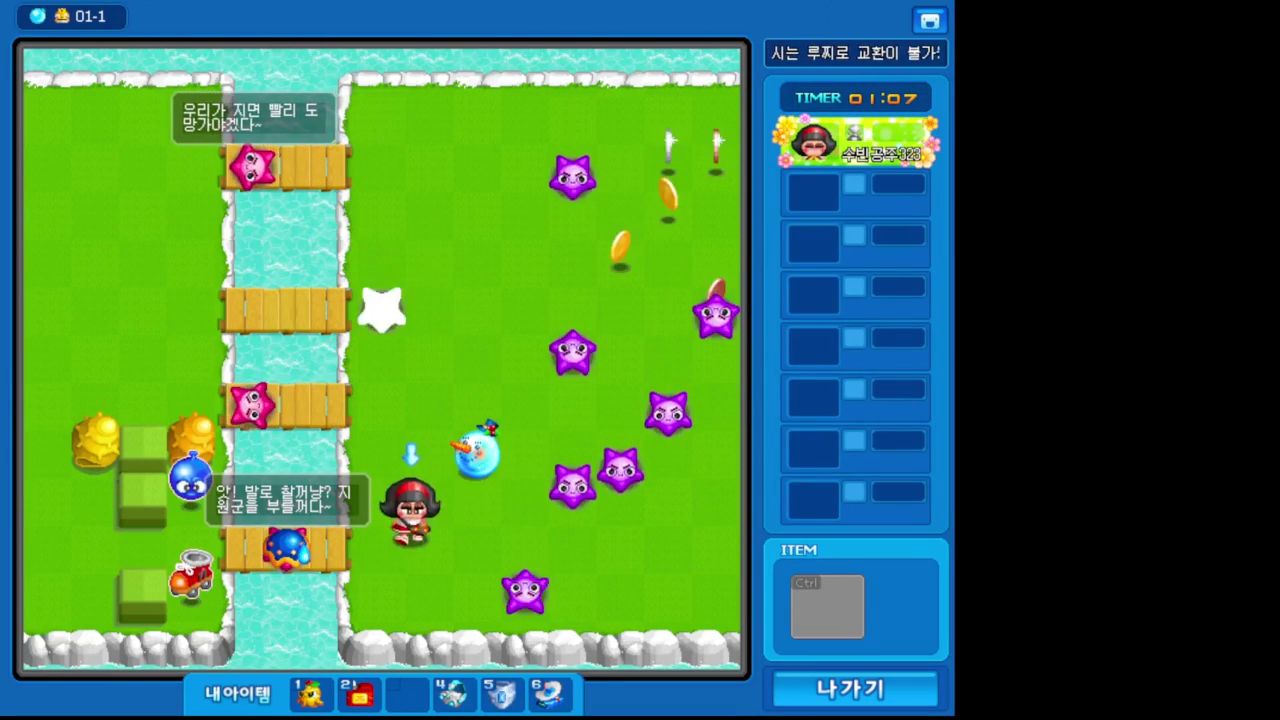 01-1
시는 루찌로 교환이 불가!
TIMER 01:07
수빈공주323
우리가 지면 빨리 도
망가야겠다~
앗! 발로 찰꺼냥? 지
원군를 부를꺼다~
ITEM
Ctrl
내아이템 1 2 4 5 6
나가기